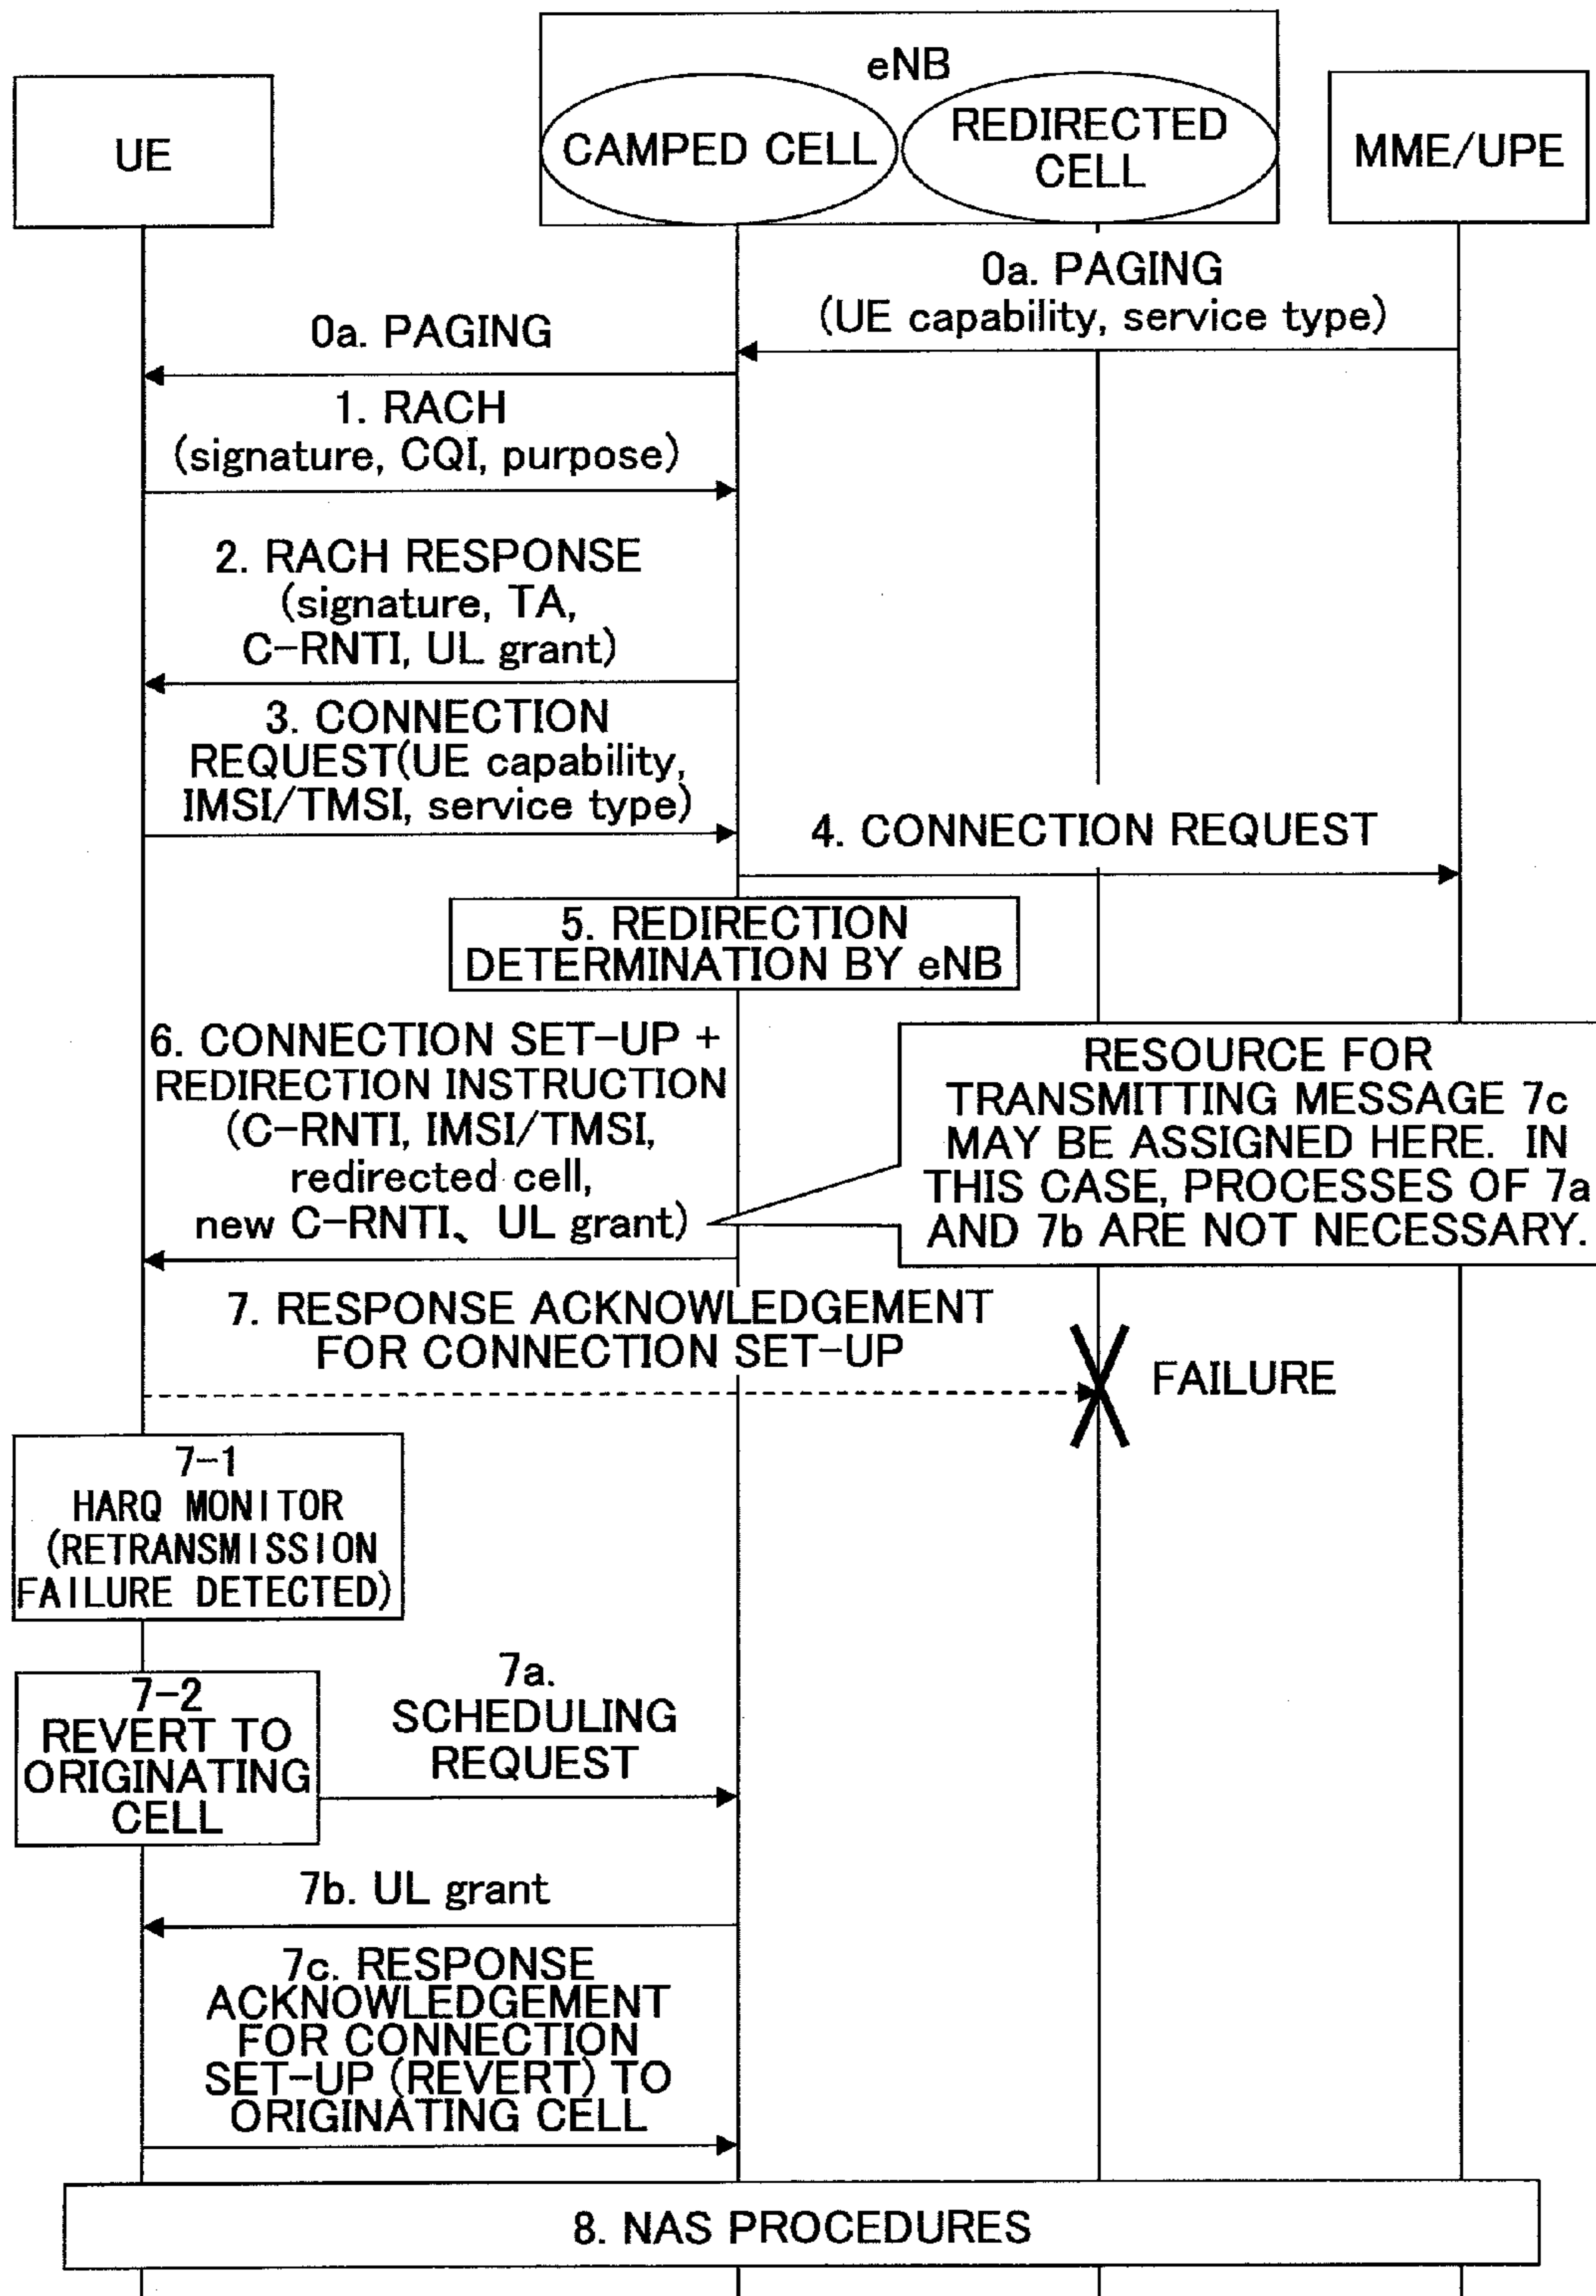 eNB
UE
CAMPED CELL
REDIRECTED
CELL
MME/UPE
0a. PAGING
(UE capability, service type)
0a. PAGING
1. RACH
(signature, CQI, purpose)
2. RACH RESPONSE
(signature, TA,
C-RNTI, UL grant)
3. CONNECTION
REQUEST(UE capability,
IMSI/TMSI, service type)
4. CONNECTION REQUEST
5. REDIRECTION
DETERMINATION BY eNB
6. CONNECTION SET-UP +
REDIRECTION INSTRUCTION
(C-RNTI, IMSI/TMSI,
redirected cell,
new C-RNTI、UL grant)
RESOURCE FOR
TRANSMITTING MESSAGE 7c
MAY BE ASSIGNED HERE. IN
THIS CASE, PROCESSES OF 7a
AND 7b ARE NOT NECESSARY.
7. RESPONSE ACKNOWLEDGEMENT
FOR CONNECTION SET-UP
FAILURE
7-1
HARQ MONITOR
(RETRANSMISSION
FAILURE DETECTED)
7-2
REVERT TO
ORIGINATING
CELL
7a.
SCHEDULING
REQUEST
7b. UL grant
7c. RESPONSE
ACKNOWLEDGEMENT
FOR CONNECTION
SET-UP (REVERT) TO
ORIGINATING CELL
8. NAS PROCEDURES